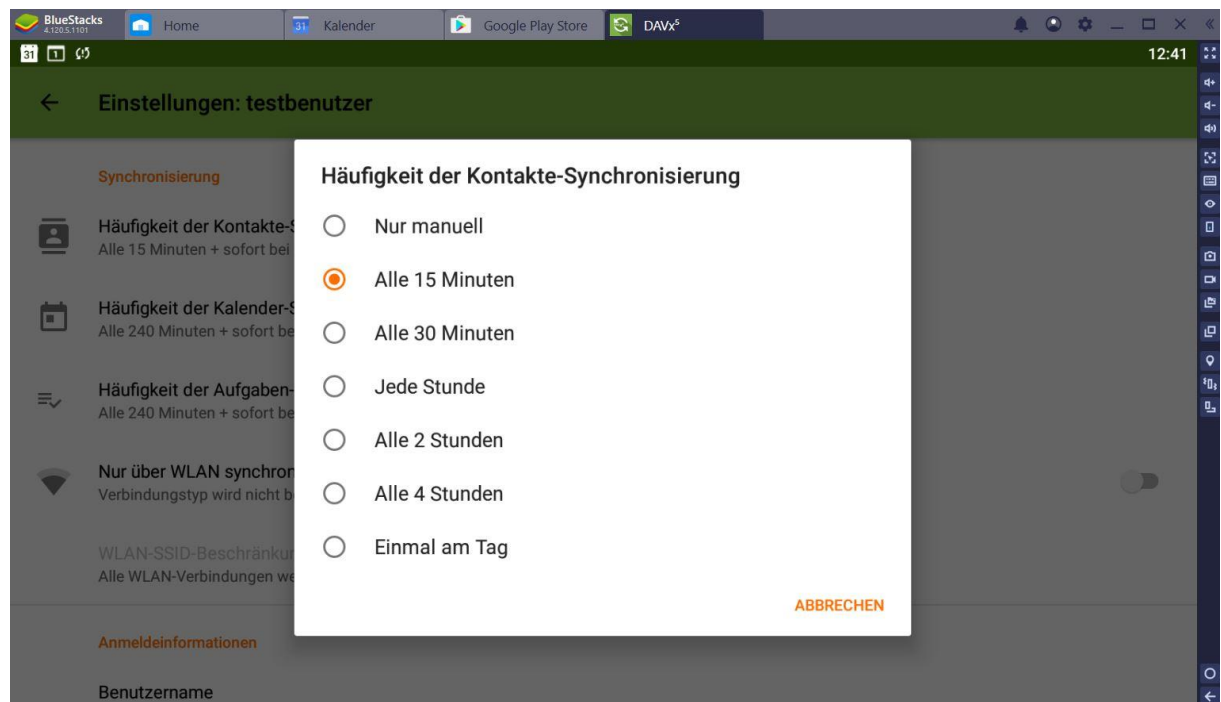 BlueStacks
4.120.5.1101
Home
31 Kalender
Google Play Store
DAVx⁵
31 1 12:41
Einstellungen: testbenutzer
Synchronisierung
Häufigkeit der Kontakte-S
Alle 15 Minuten + sofort bei
Häufigkeit der Kalender-S
Alle 240 Minuten + sofort be
Häufigkeit der Aufgaben-
Alle 240 Minuten + sofort be
Nur über WLAN synchron
Verbindungstyp wird nicht b
WLAN-SSID-Beschränkun
Alle WLAN-Verbindungen we
Anmeldeinformationen
Benutzername
Häufigkeit der Kontakte-Synchronisierung
Nur manuell
Alle 15 Minuten
Alle 30 Minuten
Jede Stunde
Alle 2 Stunden
Alle 4 Stunden
Einmal am Tag
ABBRECHEN